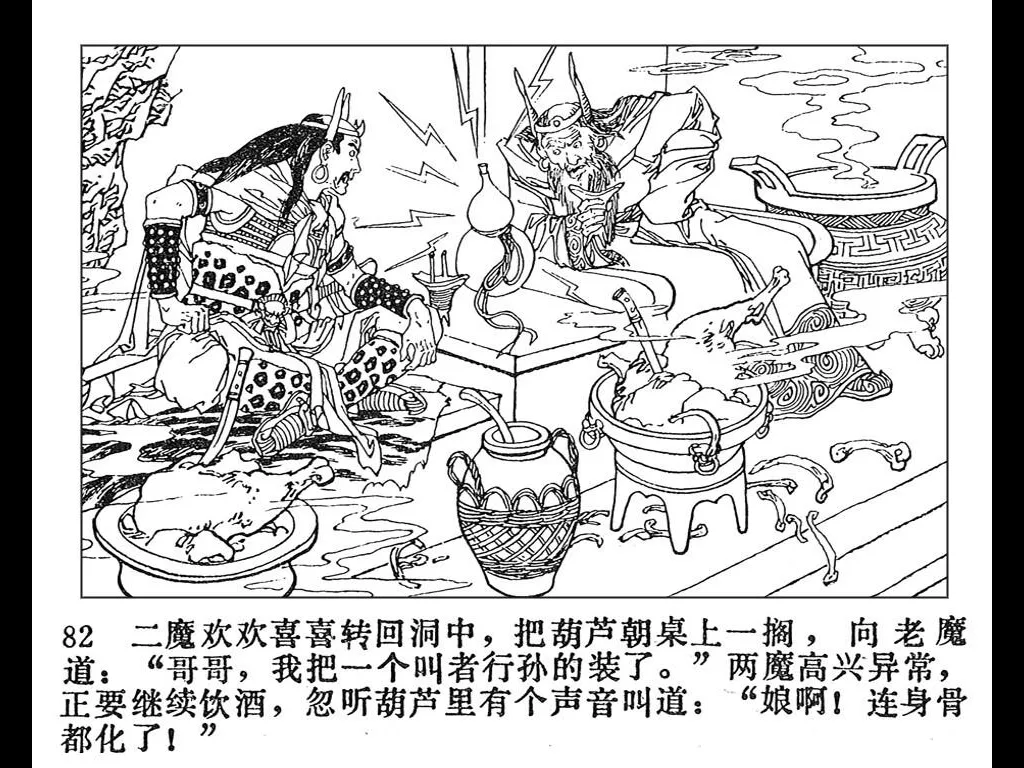 82 二魔欢欢喜喜转回洞中，把葫芦朝桌上一搁，向老魔
道：“哥哥，我把一个叫者行孙的装了。”两魔高兴异常，
正要继续饮酒，忽听葫芦里有个声音叫道：“娘啊！连身骨
都化了！”